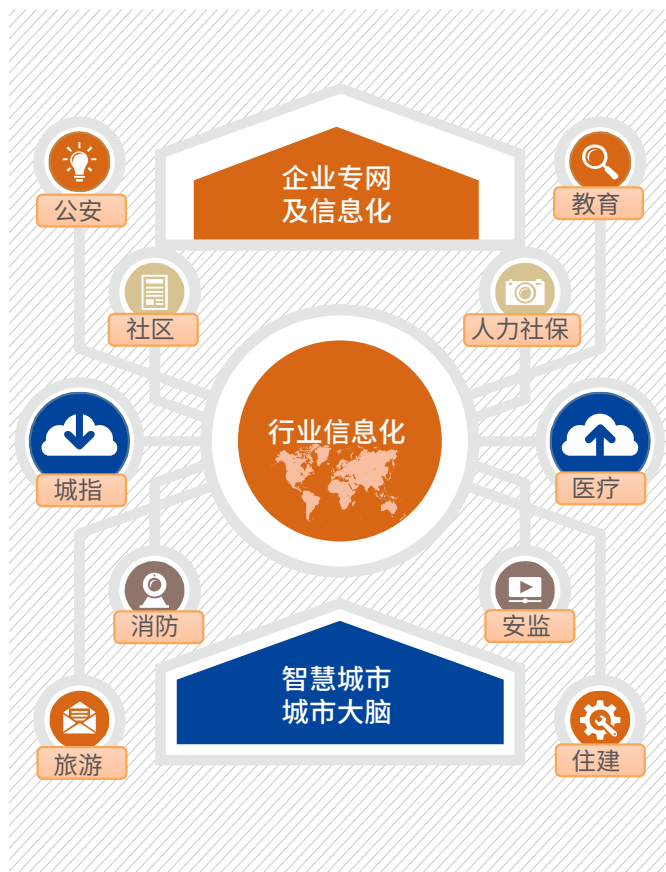 企业专网
及信息化
公安
教育
社区
人力社保
行业信息化
城指
医疗
消防
安监
智慧城市
城市大脑
旅游
住建